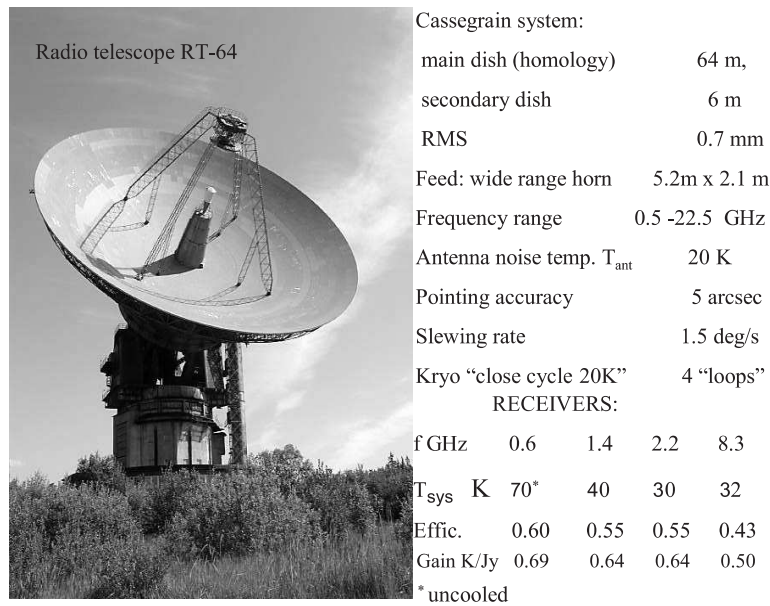 Radio telescope RT-64
Cassegrain system:
main dish (homology) 64 m,
secondary dish 6 m
RMS 0.7 mm
Feed: wide range horn 5.2m x 2.1 m
Frequency range 0.5 -22.5 GHz
Antenna noise temp. Tant 20 K
Pointing accuracy 5 arcsec
Slewing rate 1.5 deg/s
Kryo “close cycle 20K” 4 “loops”
RECEIVERS:
f GHz 0.6 1.4 2.2 8.3
Tsys K 70* 40 30 32
Effic. 0.60 0.55 0.55 0.43
Gain K/Jy 0.69 0.64 0.64 0.50
* uncooled